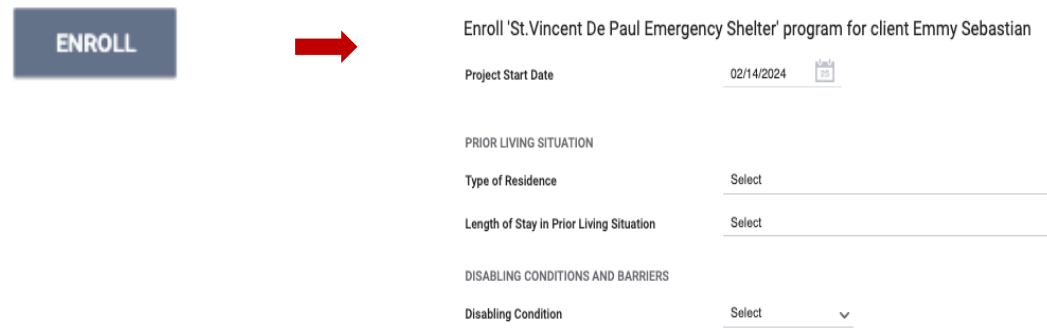 ENROLL
Enroll 'St.Vincent De Paul Emergency Shelter' program for client Emmy Sebastian
Project Start Date 02/14/2024 25
PRIOR LIVING SITUATION
Type of Residence Select
Length of Stay in Prior Living Situation Select
DISABLING CONDITIONS AND BARRIERS
Disabling Condition Select